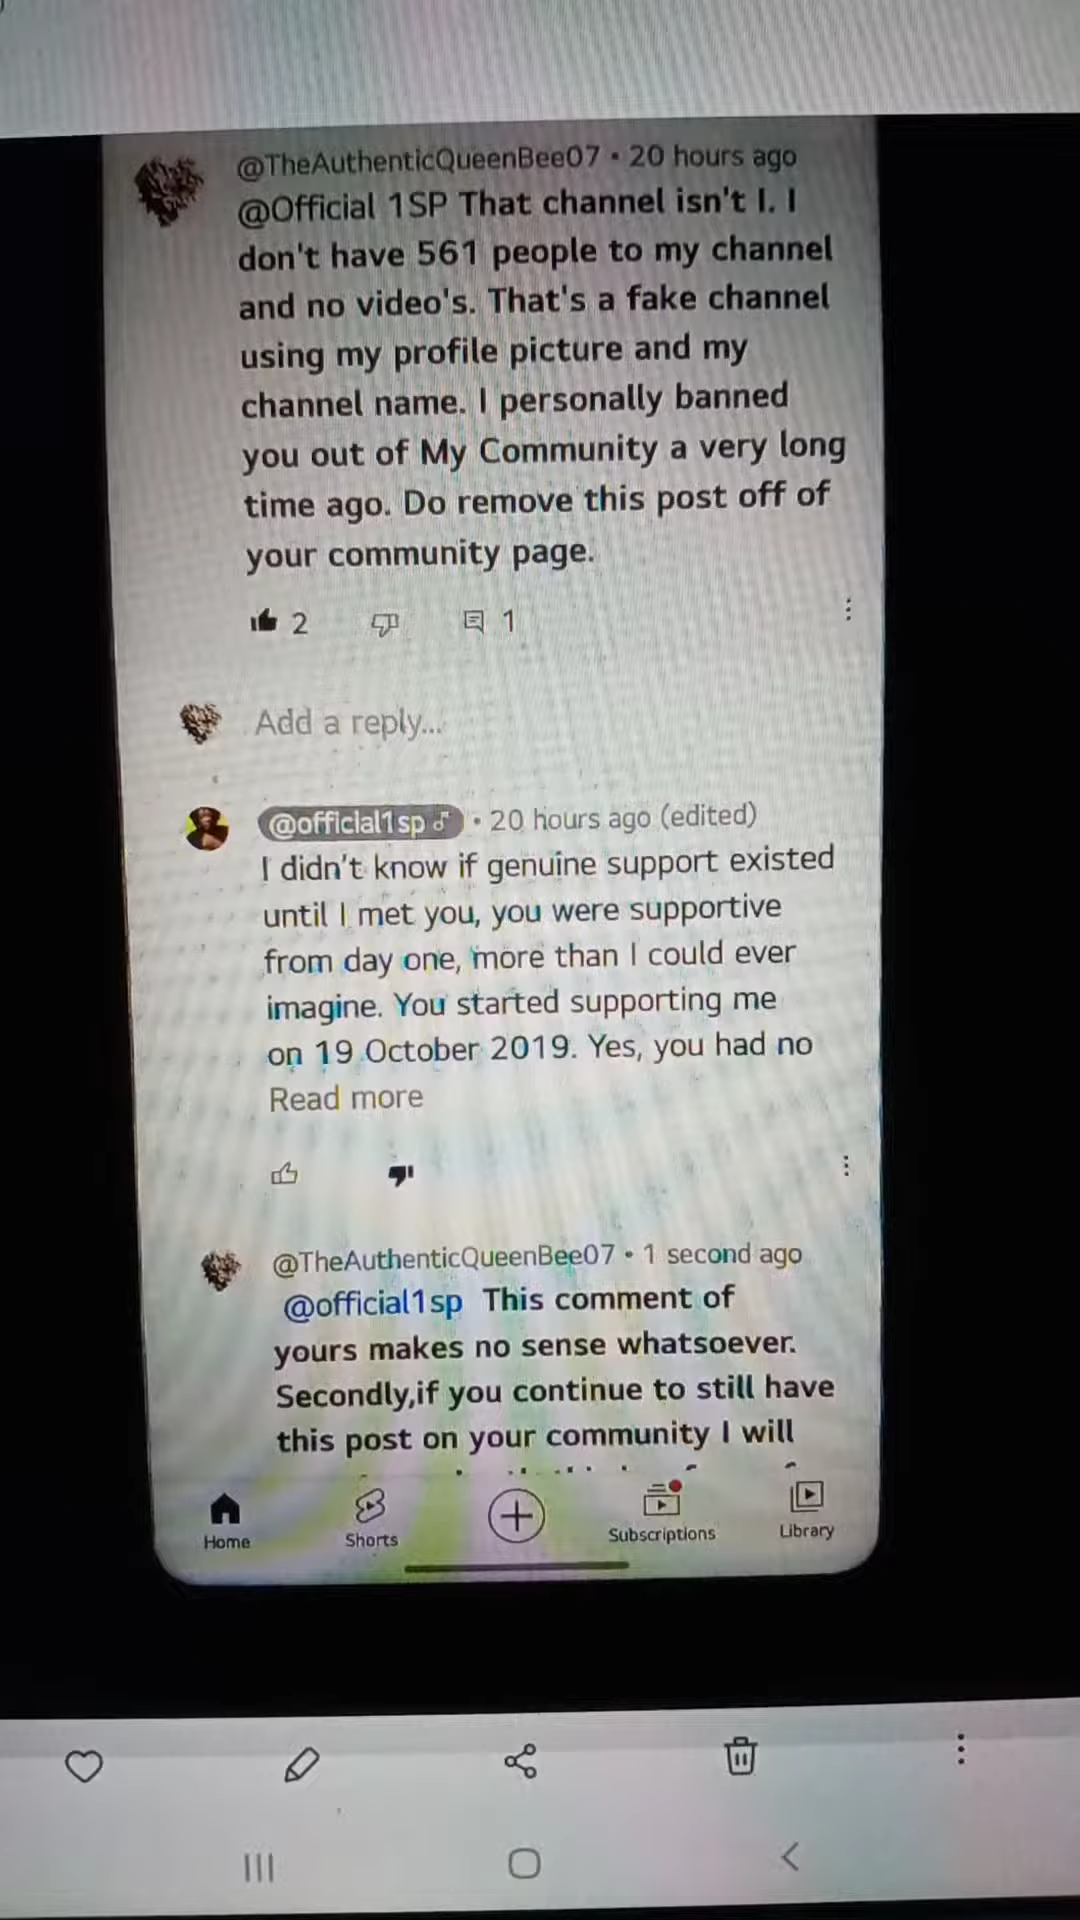 @TheAuthenticQueenBee07 • 20 hours ago
@Official 1SP That channel isn't I. I
don't have 561 people to my channel
and no video's. That's a fake channel
using my profile picture and my
channel name. I personally banned
you out of My Community a very long
time ago. Do remove this post off of
your community page.
2 1
Add a reply...
@official1sp • 20 hours ago (edited)
I didn't know if genuine support existed
until I met you, you were supportive
from day one, more than I could ever
imagine. You started supporting me
on 19 October 2019. Yes, you had no
Read more
@TheAuthenticQueenBee07 • 1 second ago
@official1sp This comment of
yours makes no sense whatsoever.
Secondly,if you continue to still have
this post on your community I will
Home Shorts Subscriptions Library